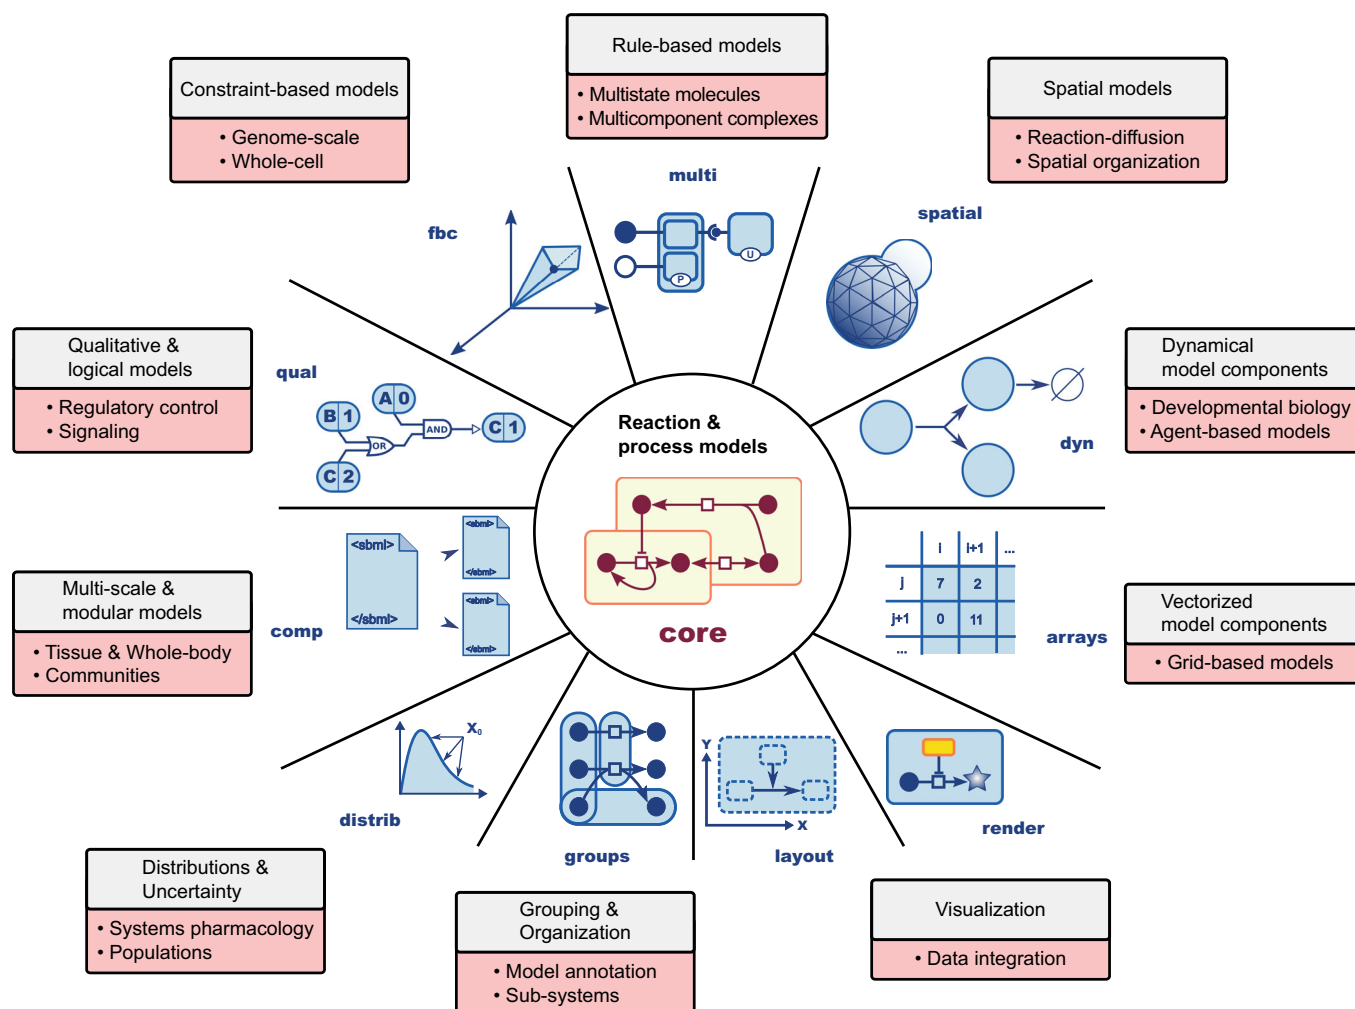 Rule-based models
• Multistate molecules
• Multicomponent complexes
multi
P
U
Constraint-based models
• Genome-scale
• Whole-cell
fbc
Spatial models
• Reaction-diffusion
• Spatial organization
spatial
Qualitative &
logical models
• Regulatory control
• Signaling
qual
A 0
B 1
C 2
OR
AND
C 1
Reaction &
process models
core
Dynamical
model components
• Developmental biology
• Agent-based models
dyn
Multi-scale &
modular models
• Tissue & Whole-body
• Communities
comp
<sbml>
</sbml>
<sbml>
</sbml>
<sbml>
</sbml>
i i+1 ...
j 7 2
j+1 0 11
...
arrays
Vectorized
model components
• Grid-based models
X0
distrib
groups
Y
X
layout
render
Distributions &
Uncertainty
• Systems pharmacology
• Populations
Grouping &
Organization
• Model annotation
• Sub-systems
Visualization
• Data integration